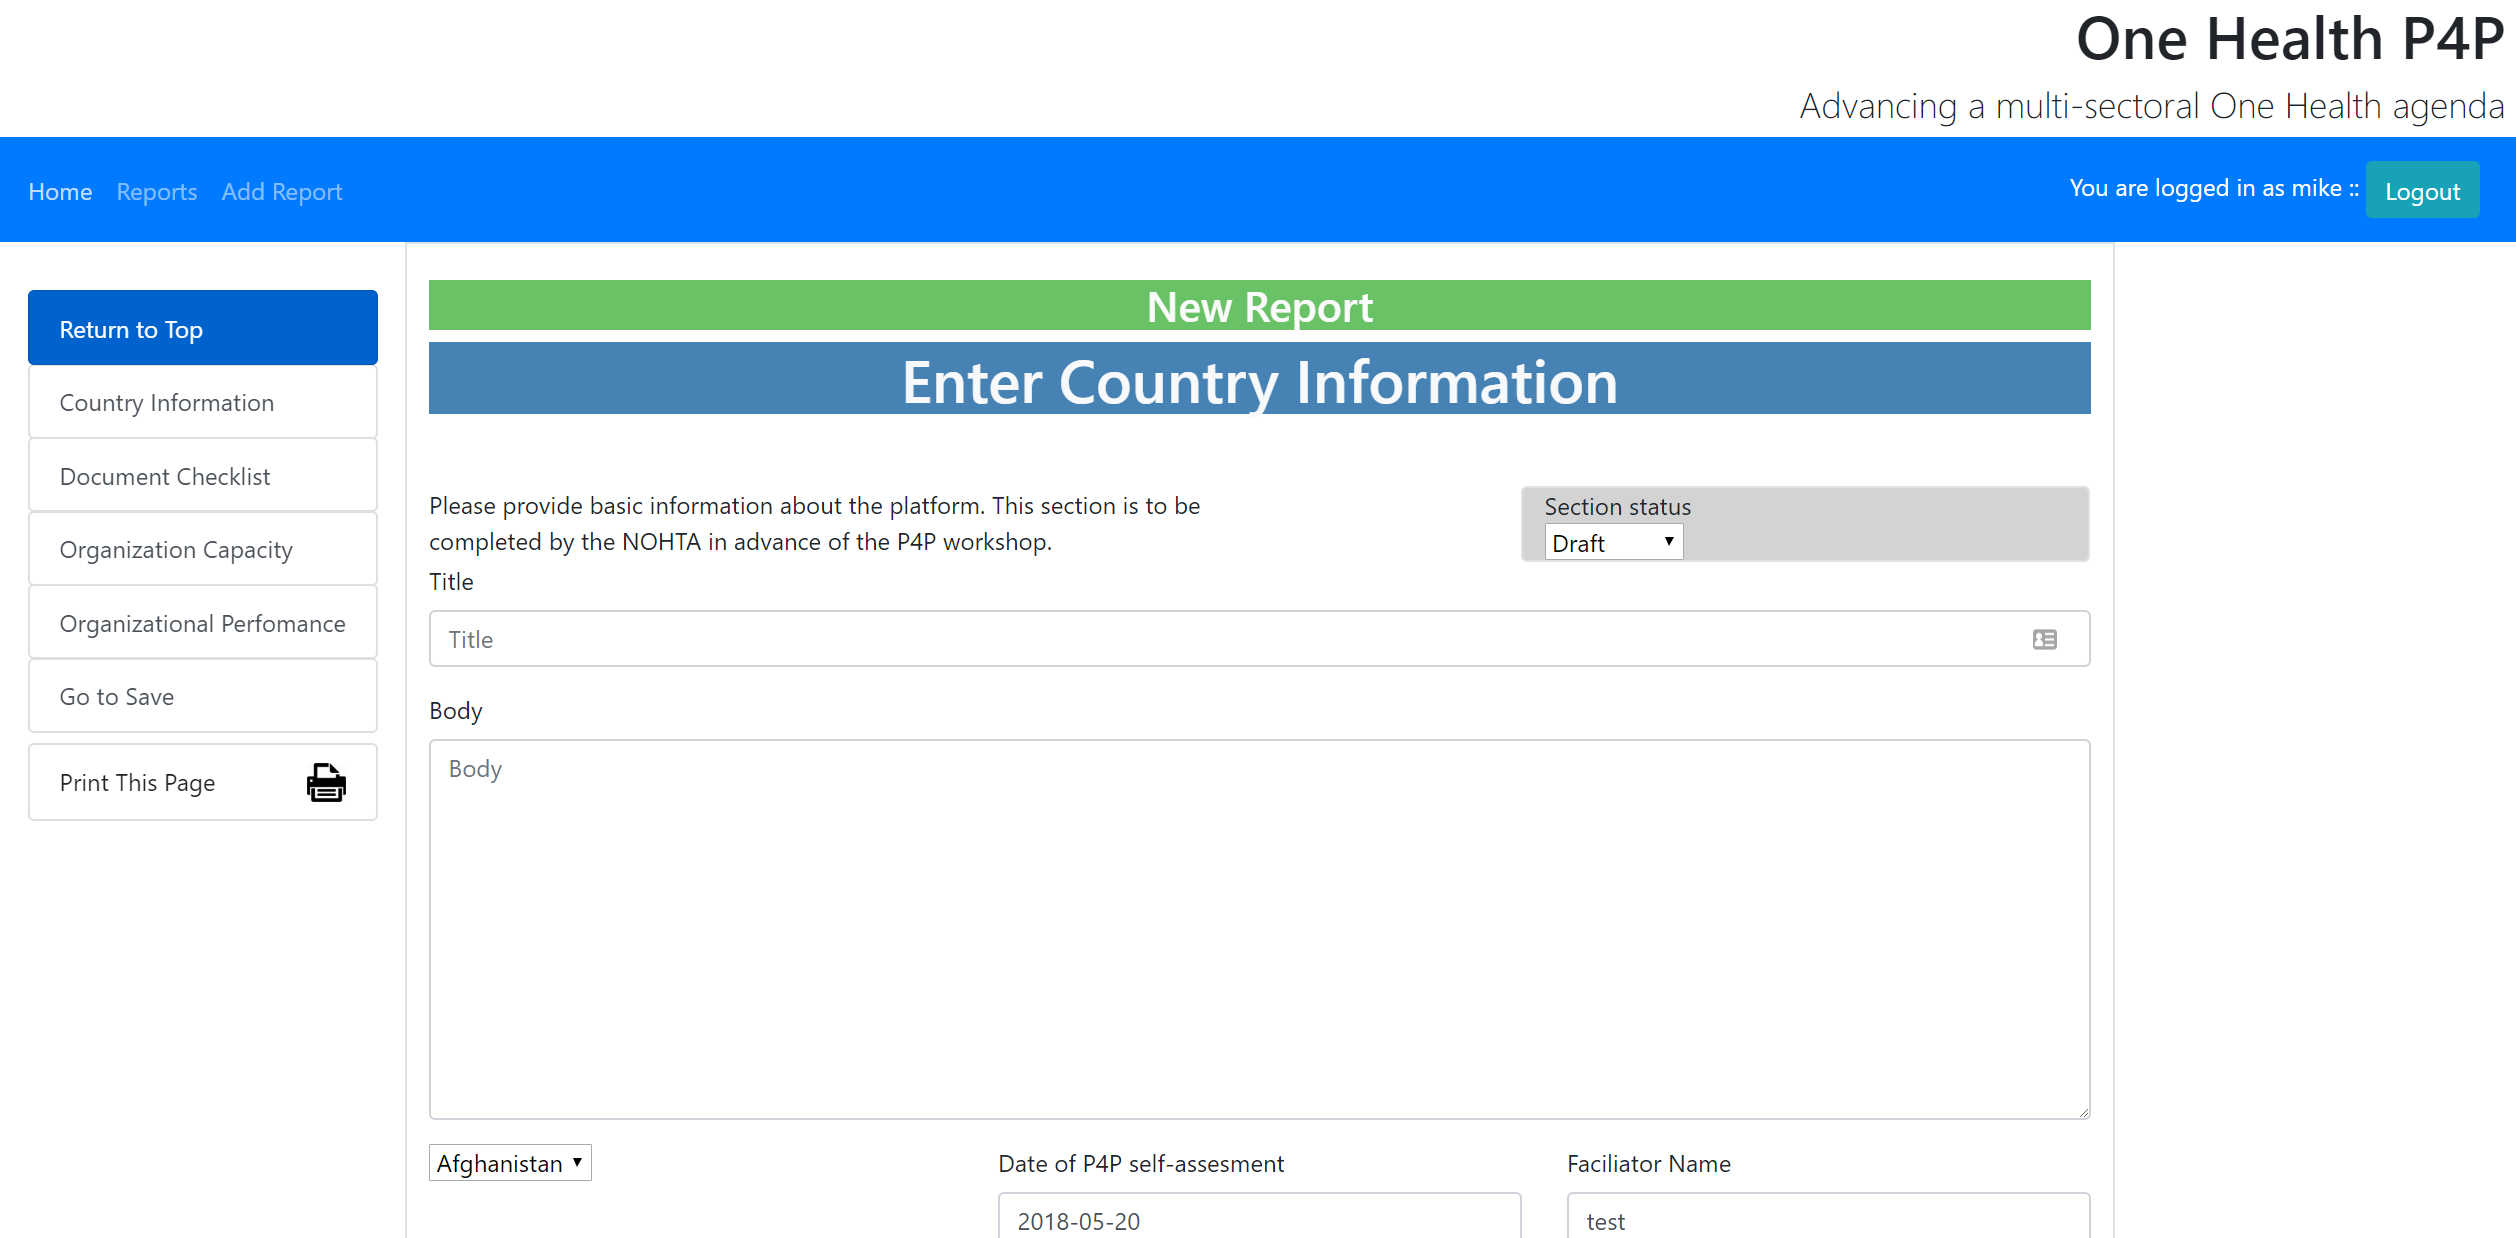 One Health P4P
Advancing a multi-sectoral One Health agenda
Home Reports Add Report
You are logged in as mike :: Logout
Return to Top
Country Information
Document Checklist
Organization Capacity
Organizational Perfomance
Go to Save
Print This Page
New Report
Enter Country Information
Please provide basic information about the platform. This section is to be
completed by the NOHTA in advance of the P4P workshop.
Section status
Draft
Title
Title
Body
Body
Afghanistan
Date of P4P self-assesment
2018-05-20
Faciliator Name
test